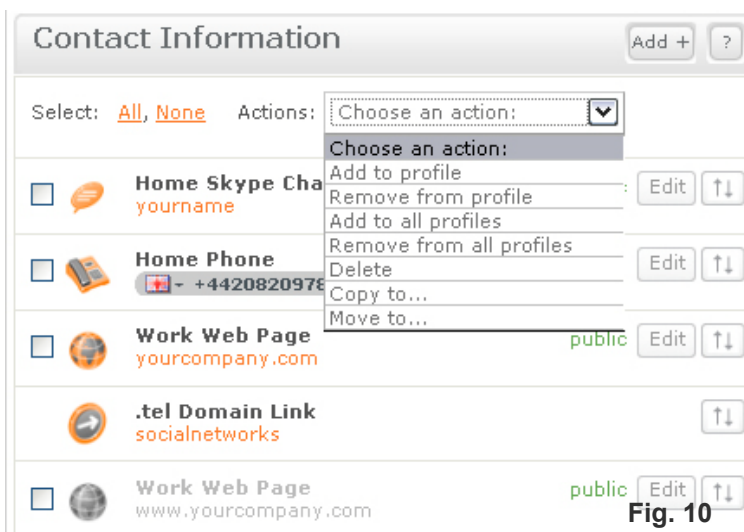 Contact Information Add + ?
Select: All, None Actions: Choose an action:
Choose an action:
Add to profile
Remove from profile
Add to all profiles
Remove from all profiles
Delete
Copy to...
Move to...
Home Skype Cha Edit
yourname
Home Phone Edit
+4420820978
Work Web Page public Edit
yourcompany.com
.tel Domain Link
socialnetworks
Work Web Page public Edit
www.yourcompany.com
Fig. 10